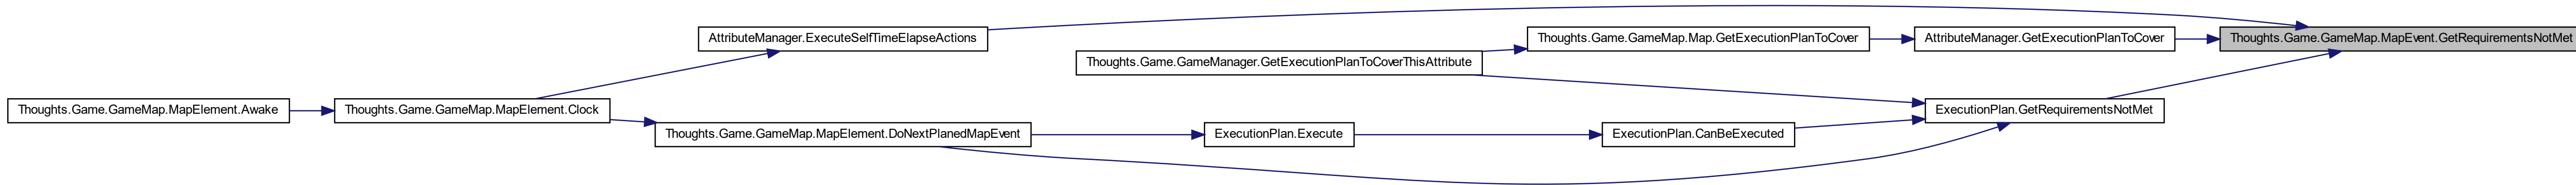 AttributeManager.ExecuteSelfTimeElapseActions
Thoughts.Game.GameMap.Map.GetExecutionPlanToCover
AttributeManager.GetExecutionPlanToCover
Thoughts.Game.GameMap.MapEvent.GetRequirementsNotMet
Thoughts.Game.GameManager.GetExecutionPlanToCoverThisAttribute
Thoughts.Game.GameMap.MapElement.Awake
Thoughts.Game.GameMap.MapElement.Clock
ExecutionPlan.GetRequirementsNotMet
Thoughts.Game.GameMap.MapElement.DoNextPlanedMapEvent
ExecutionPlan.Execute
ExecutionPlan.CanBeExecuted